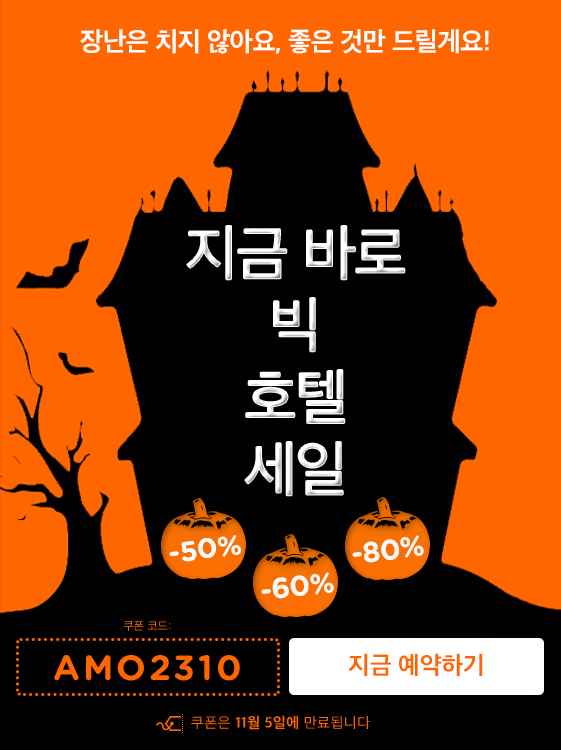 장난은 치지 않아요, 좋은 것만 드릴게요!
지금 바로
빅
호텔
세일
-50%
-60%
-80%
쿠폰 코드:
AMO2310
지금 예약하기
쿠폰은 11월 5일에 만료됩니다